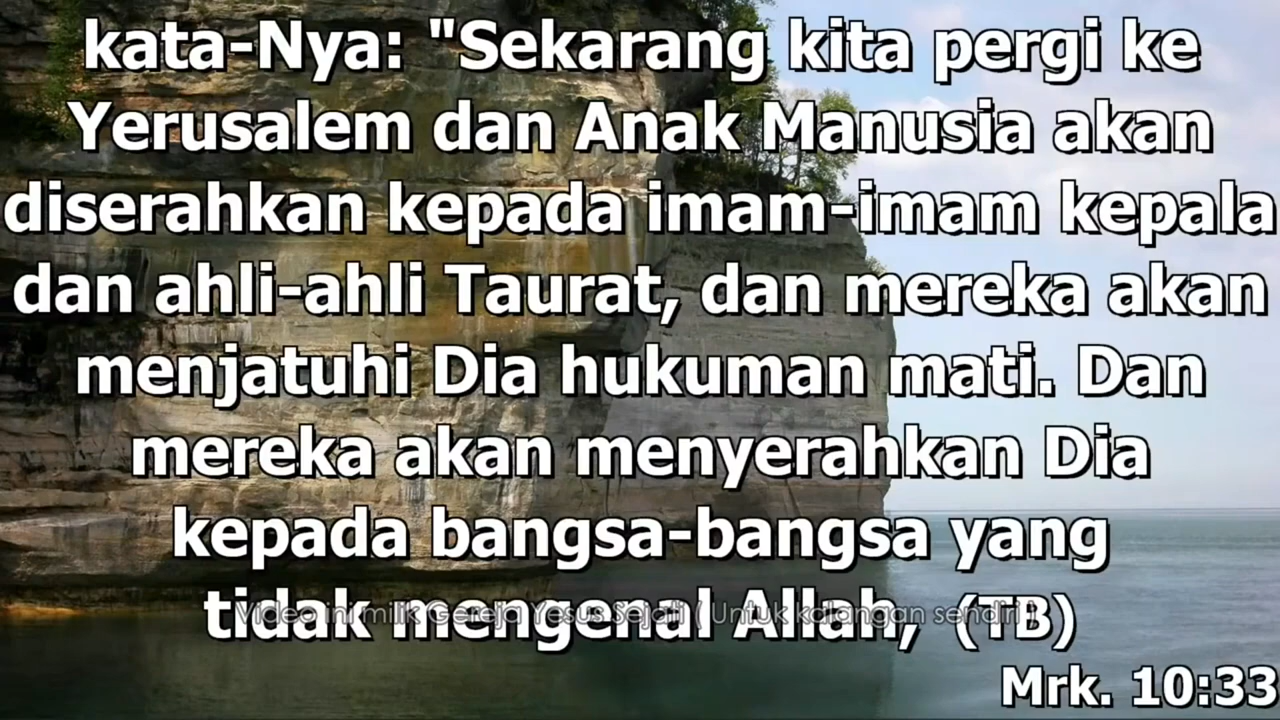 kata-Nya: "Sekarang kita pergi ke
Yerusalem dan Anak Manusia akan
diserahkan kepada imam-imam kepala
dan ahli-ahli Taurat, dan mereka akan
menjatuhi Dia hukuman mati. Dan
mereka akan menyerahkan Dia
kepada bangsa-bangsa yang
tidak mengenal Allah, (TB)
Video ini milik Gereja Yesus Sejati ( Untuk kalangan sendiri )
Mrk. 10:33